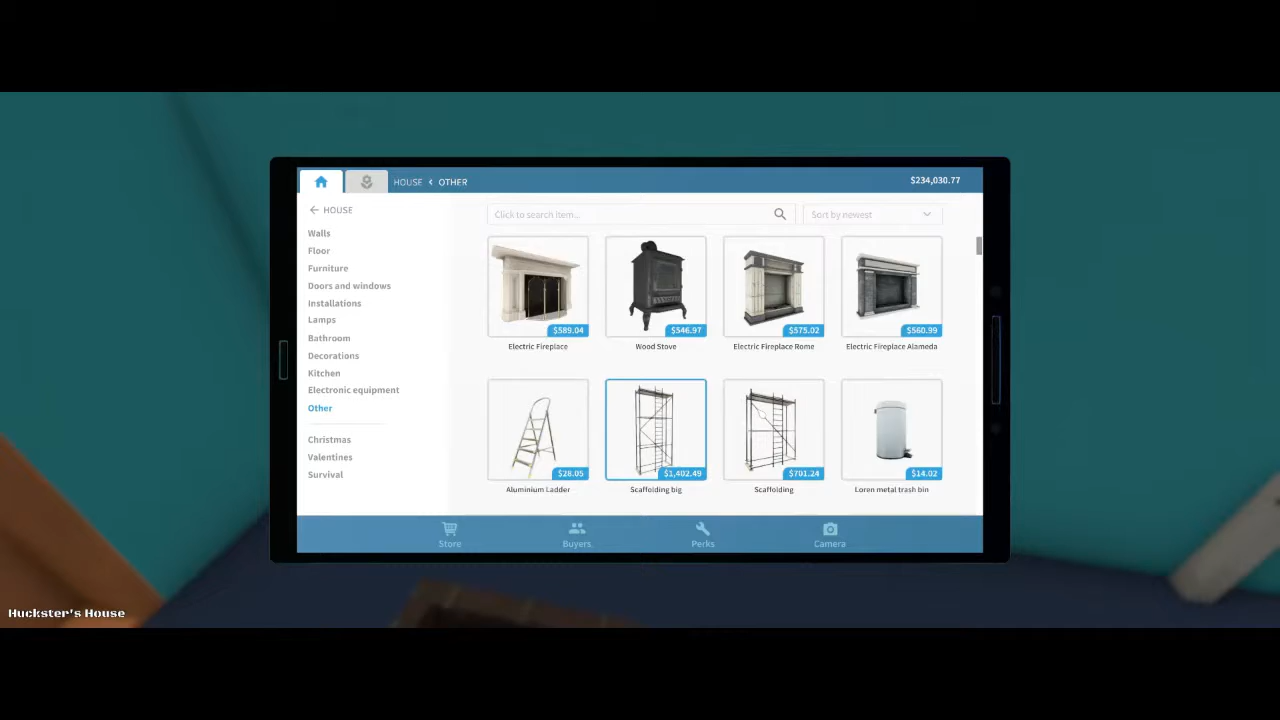 HOUSE < OTHER
$234,030.77
HOUSE
Click to search item...
Sort by newest
Walls
Floor
Furniture
Doors and windows
Installations
Lamps
Bathroom
Decorations
Kitchen
Electronic equipment
Other
Christmas
Valentines
Survival
$589.04
$546.97
$575.02
$560.99
Electric Fireplace
Wood Stove
Electric Fireplace Rome
Electric Fireplace Alameda
$28.05
$1,402.49
$701.24
$14.02
Aluminium Ladder
Scaffolding big
Scaffolding
Loren metal trash bin
Store
Buyers
Perks
Camera
Huckster's House